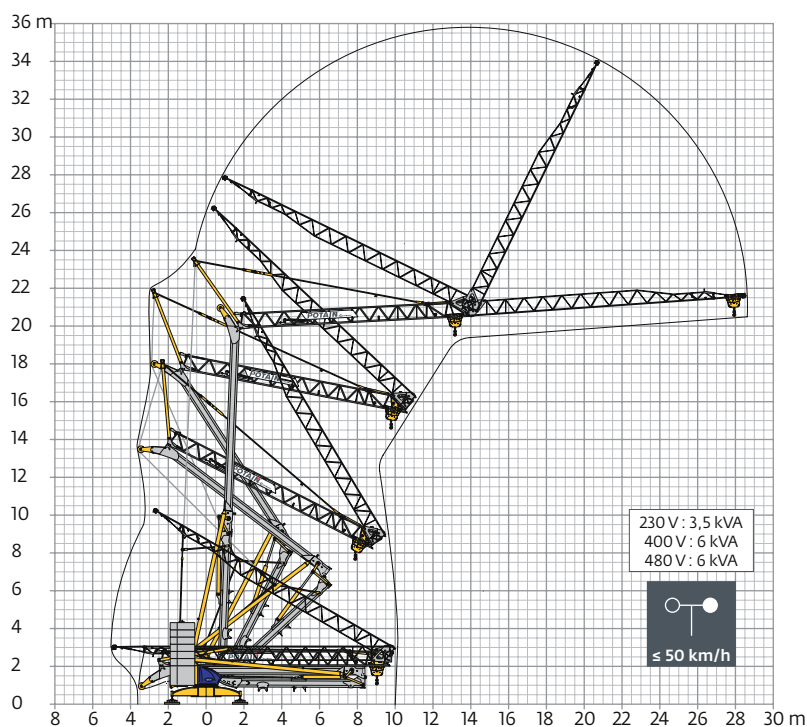 36 m
34
32
30
28
26
24
22
20
18
16
14
12
10
8
6
4
2
0
POTAIN
POTAIN
POTAIN
POTAIN
230 V : 3,5 kVA
400 V : 6 kVA
480 V : 6 kVA
≤ 50 km/h
8 6 4 2 0 2 4 6 8 10 12 14 16 18 20 22 24 26 28 30 m